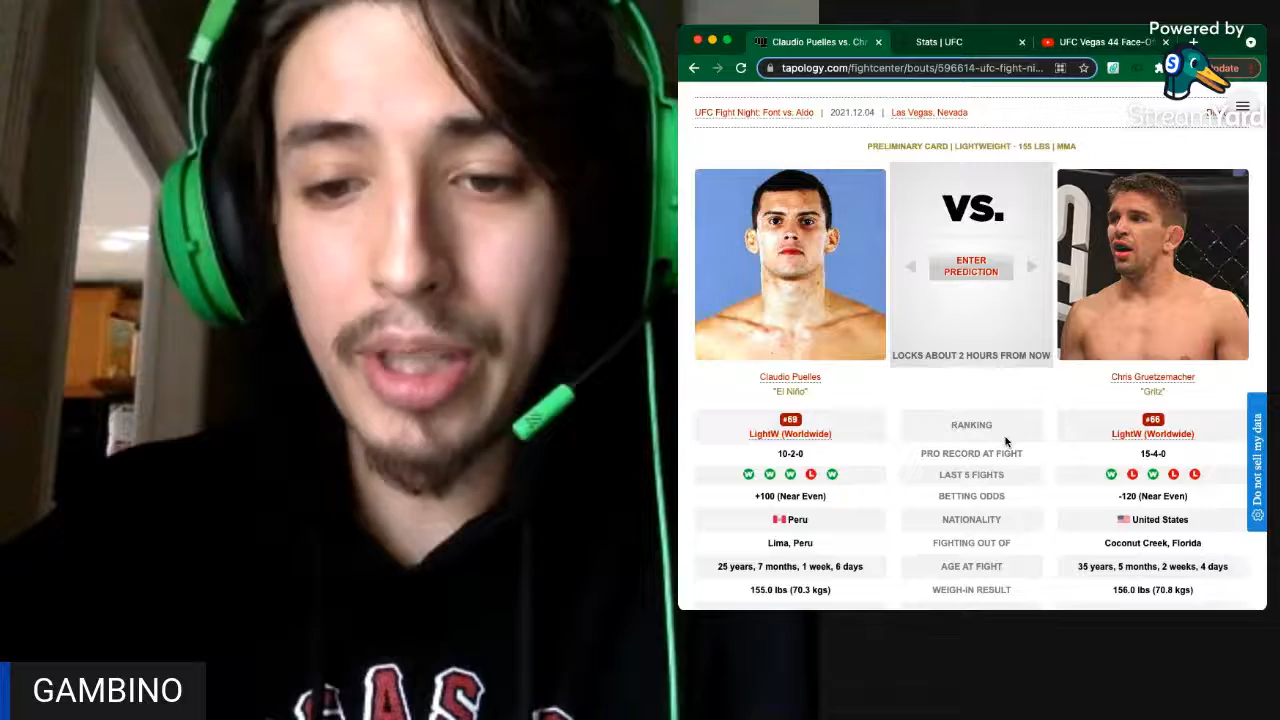 Powered by
StreamYard
Claudio Puelles vs. Chr
Stats | UFC
UFC Vegas 44 Face-O
tapology.com/fightcenter/bouts/596614-ufc-fight-ni...
UFC Fight Night: Font vs. Aldo | 2021.12.04 | Las Vegas, Nevada
PRELIMINARY CARD | LIGHTWEIGHT · 155 LBS | MMA
VS.
ENTER
PREDICTION
LOCKS ABOUT 2 HOURS FROM NOW
Claudio Puelles
Chris Gruetzemacher
"El Niño"
"Gritz"
#69 RANKING #66
LightW (Worldwide) LightW (Worldwide)
10-2-0 PRO RECORD AT FIGHT 15-4-0
W W W L W LAST 5 FIGHTS W L W L L
+100 (Near Even) BETTING ODDS -120 (Near Even)
Peru NATIONALITY United States
Lima, Peru FIGHTING OUT OF Coconut Creek, Florida
25 years, 7 months, 1 week, 6 days AGE AT FIGHT 35 years, 5 months, 2 weeks, 4 days
155.0 lbs (70.3 kgs) WEIGH-IN RESULT 156.0 lbs (70.8 kgs)
Do not sell my data
GAMBINO